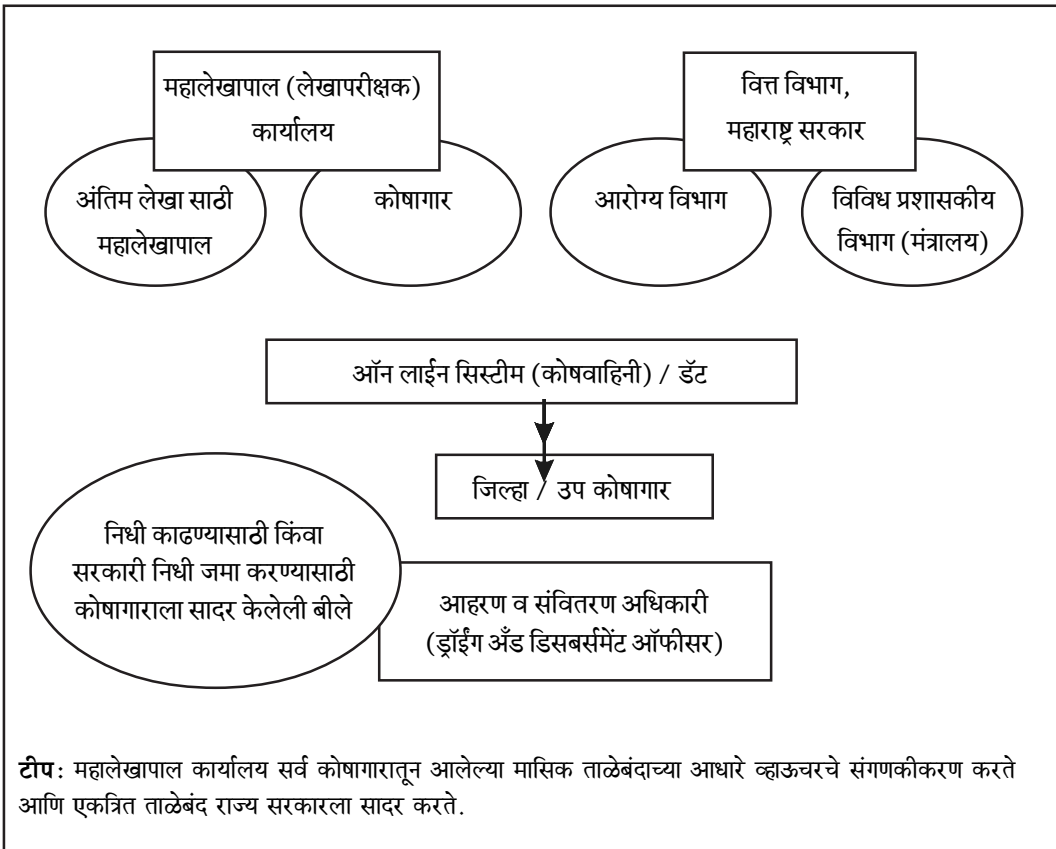 महालेखापाल (लेखापरीक्षक)
कार्यालय
वित्त विभाग,
महाराष्ट्र सरकार
अंतिम लेखा साठी
महालेखापाल
कोषागार
आरोग्य विभाग
विविध प्रशासकीय
विभाग (मंत्रालय)
ऑन लाईन सिस्टीम (कोषवाहिनी) / डॅट
जिल्हा / उप कोषागार
निधी काढण्यासाठी किंवा
सरकारी निधी जमा करण्यासाठी
कोषागाराला सादर केलेली बीले
आहरण व संवितरण अधिकारी
(ड्रॉईंग अँड डिसबर्समेंट ऑफीसर)
टीप: महालेखापाल कार्यालय सर्व कोषागारातून आलेल्या मासिक ताळेबंदाच्या आधारे व्हाऊचरचे संगणकीकरण करते
आणि एकत्रित ताळेबंद राज्य सरकारला सादर करते.